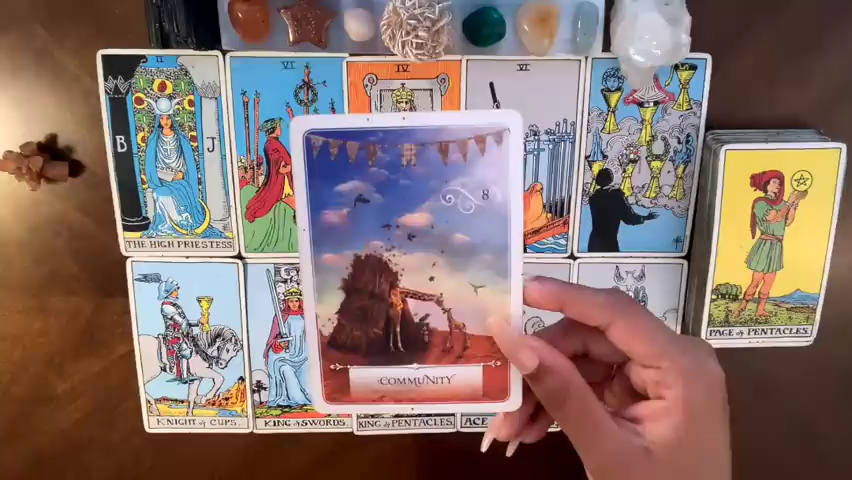 II
VI
IV
VI
B
J
8
THE HIGH PRIESTESS
COMMUNITY
PAGE of PENTACLES.
KNIGHT of CUPS.
KING of SWORDS.
KING of PENTACLES.
ACE